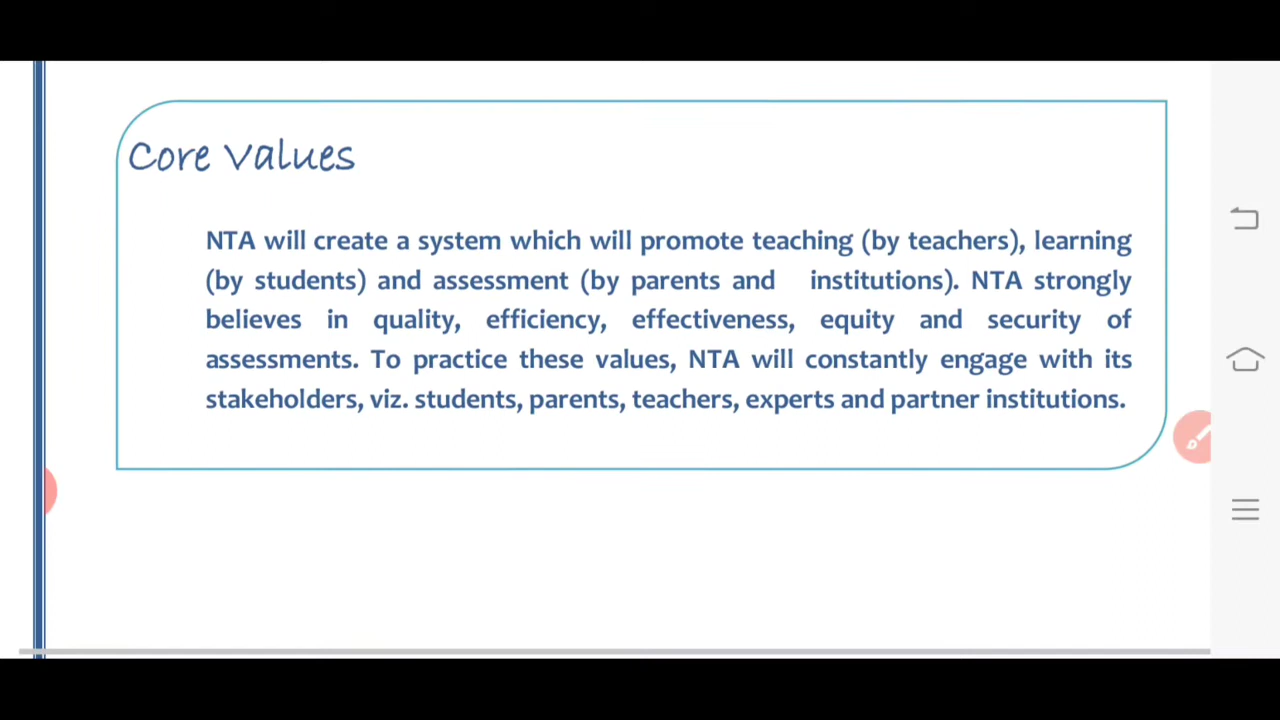 Core Values
NTA will create a system which will promote teaching (by teachers), learning
(by students) and assessment (by parents and institutions). NTA strongly
believes in quality, efficiency, effectiveness, equity and security of
assessments. To practice these values, NTA will constantly engage with its
stakeholders, viz. students, parents, teachers, experts and partner institutions.